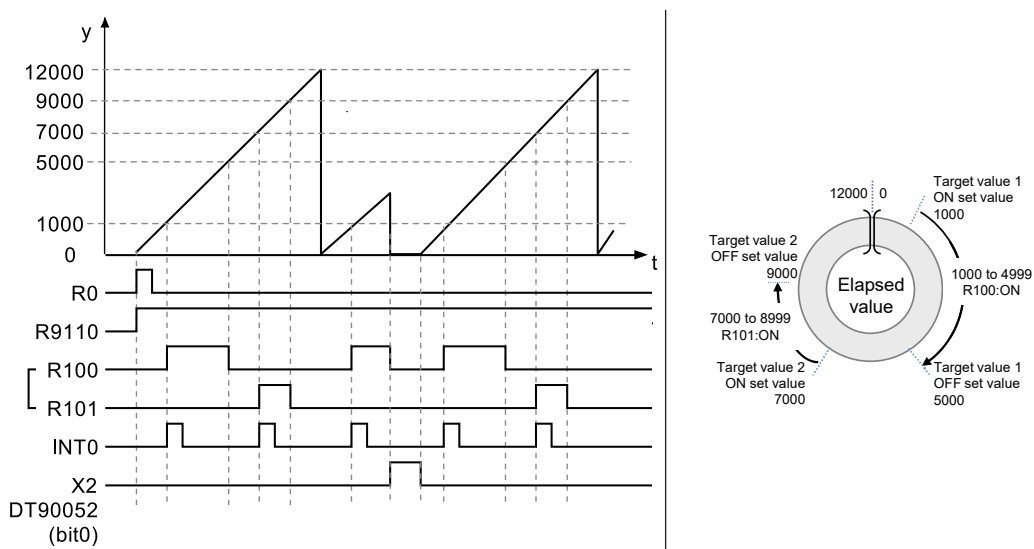 y
12000
9000
7000
5000
1000
0
t
R0
R9110
R100
R101
INT0
X2
DT90052
(bit0)
12000 0
Target value 1
ON set value
1000
Target value 2
OFF set value
9000
1000 to 4999
R100:ON
Elapsed
value
7000 to 8999
R101:ON
Target value 2
ON set value
7000
Target value 1
OFF set value
5000